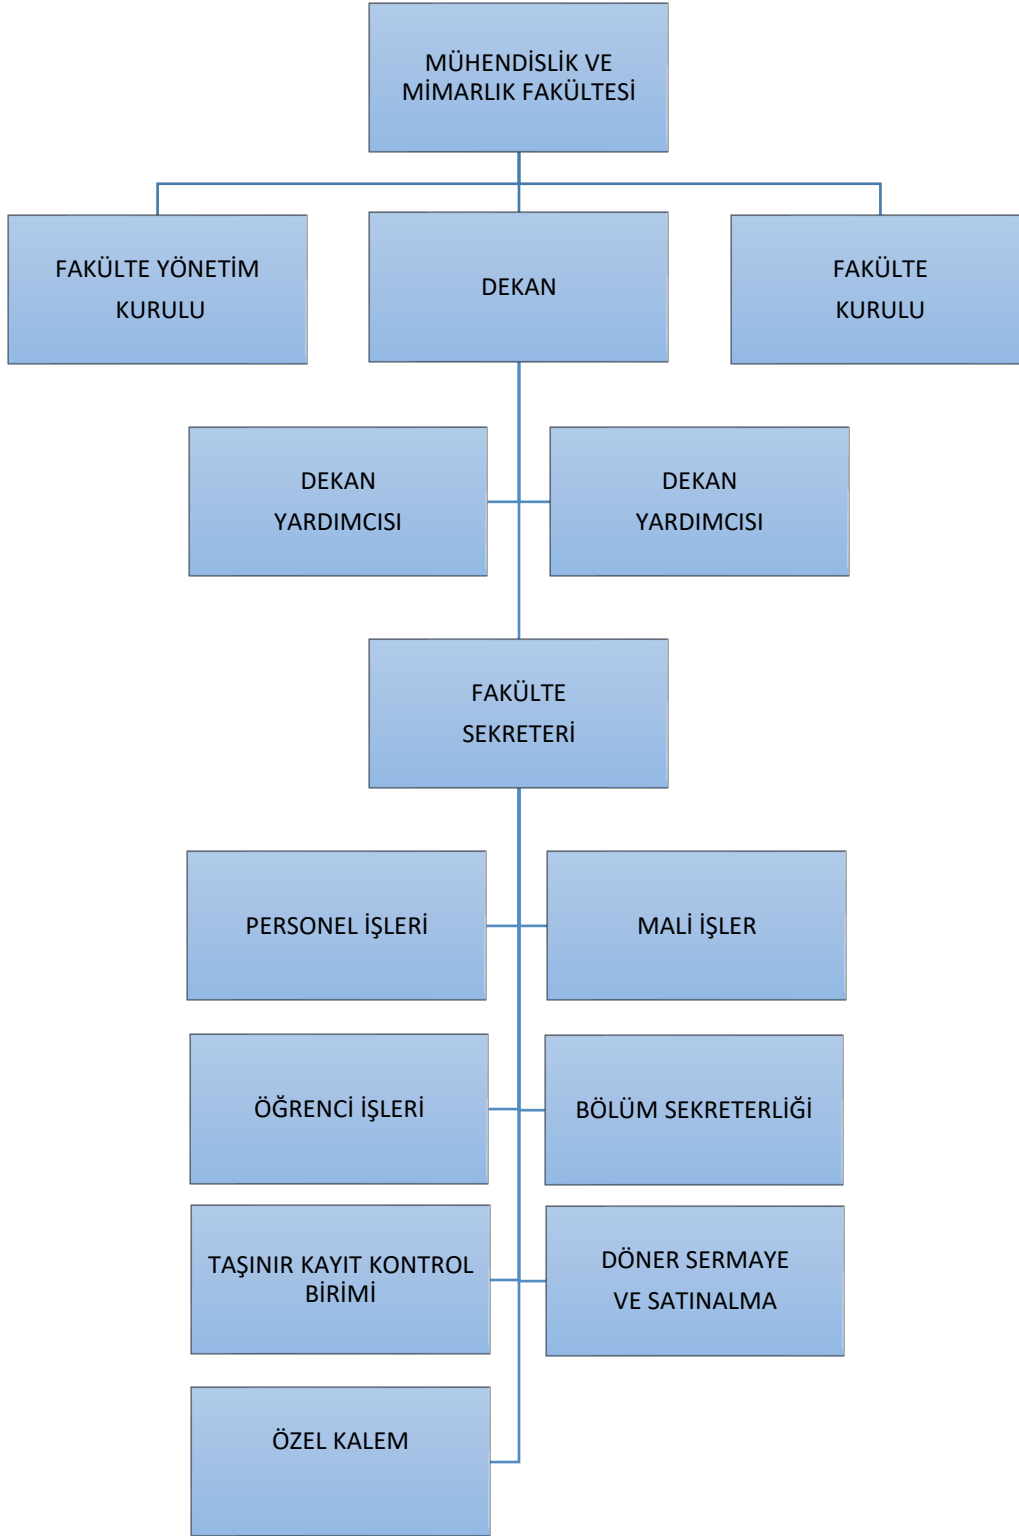 MÜHENDİSLİK VE
MİMARLIK FAKÜLTESİ
FAKÜLTE YÖNETİM
KURULU
DEKAN
FAKÜLTE
KURULU
DEKAN
YARDIMCISI
DEKAN
YARDIMCISI
FAKÜLTE
SEKRETERİ
PERSONEL İŞLERİ
MALİ İŞLER
ÖĞRENCİ İŞLERİ
BÖLÜM SEKRETERLİĞİ
TAŞINIR KAYIT KONTROL
BİRİMİ
DÖNER SERMAYE
VE SATINALMA
ÖZEL KALEM